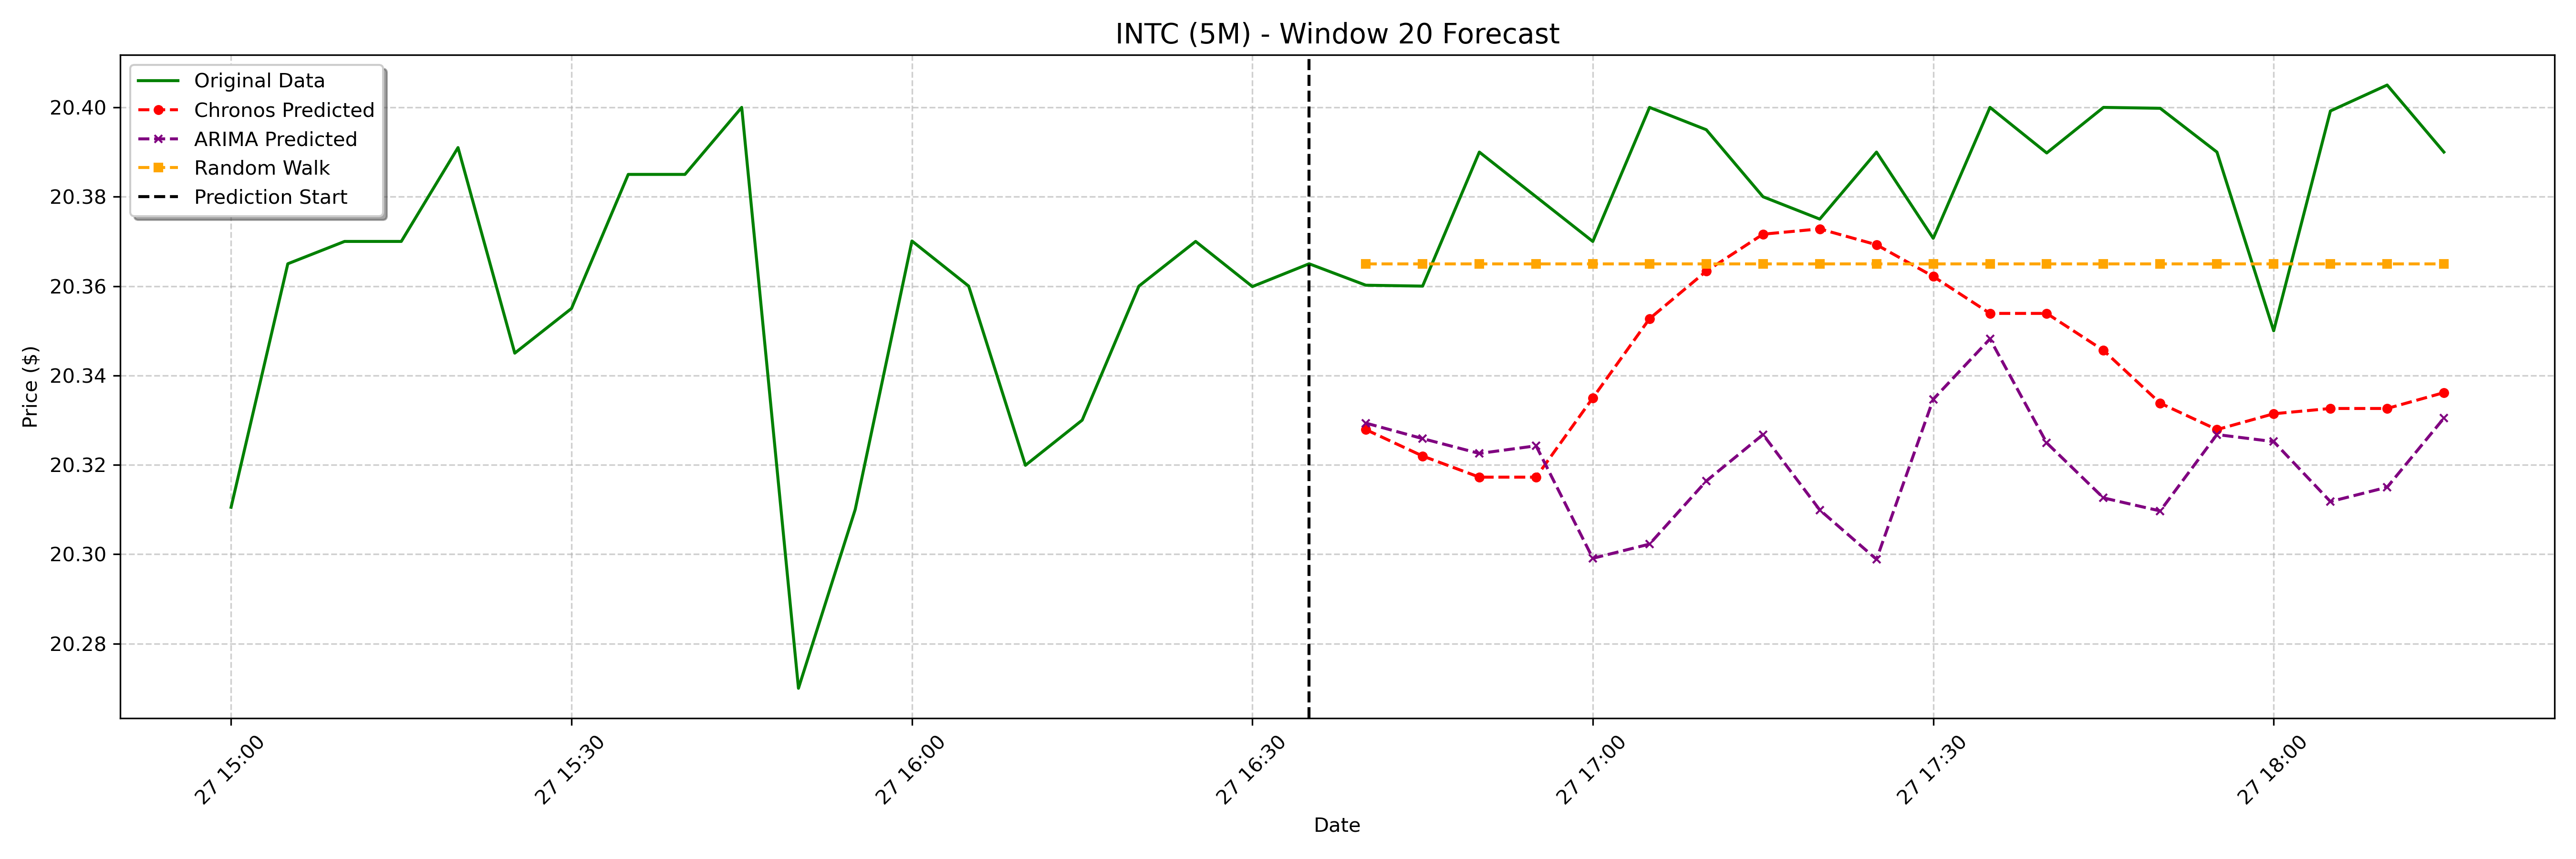 INTC (5M) - Window 20 Forecast
Original Data
Chronos Predicted
ARIMA Predicted
Random Walk
Prediction Start
Price ($)
20.40
20.38
20.36
20.34
20.32
20.30
20.28
27 15:00
27 15:30
27 16:00
27 16:30
27 17:00
27 17:30
27 18:00
Date